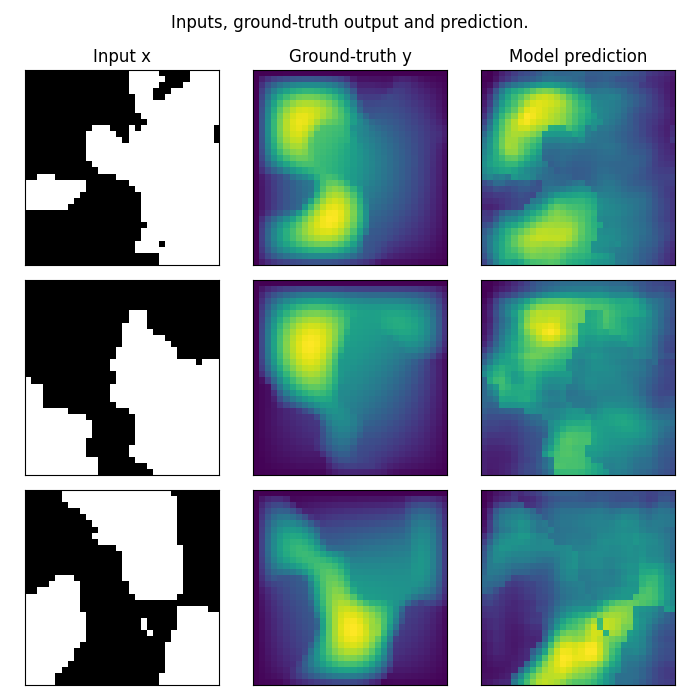 Inputs, ground-truth output and prediction.
Input x
Ground-truth y
Model prediction